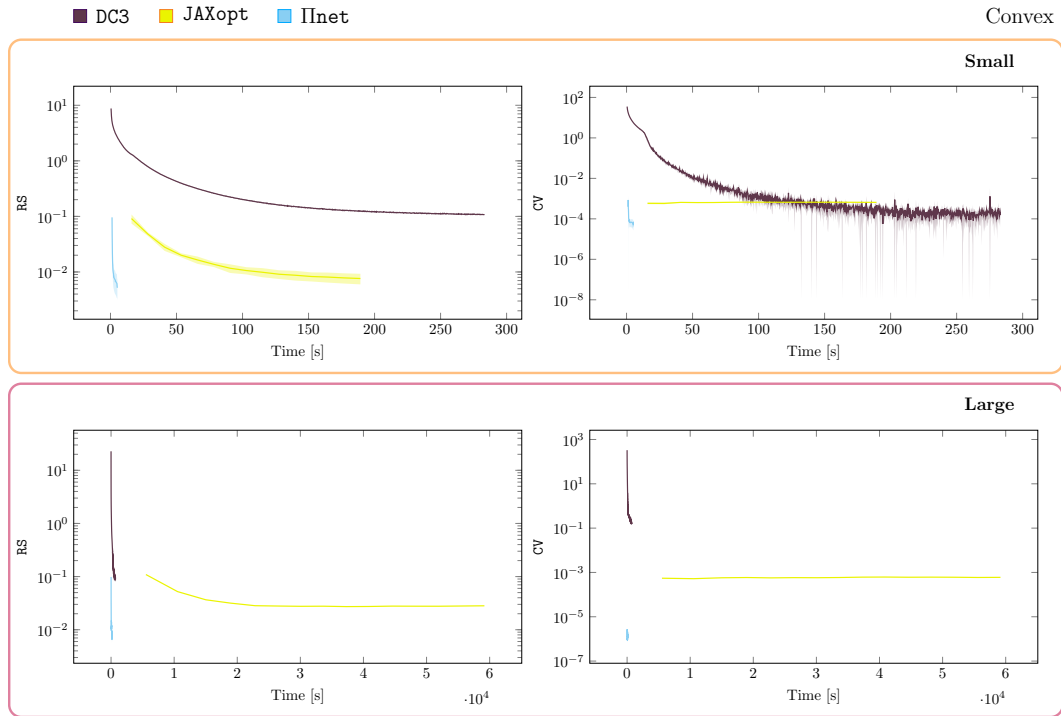 DC3 JAXopt Πnet Convex
Small
10^1
10^0
10^−1
10^−2
RS
0 50 100 150 200 250 300
Time [s]
10^2
10^0
10^−2
10^−4
10^−6
10^−8
CV
0 50 100 150 200 250 300
Time [s]
Large
10^1
10^0
10^−1
10^−2
RS
0 1 2 3 4 5 6
Time [s] ·10^4
10^3
10^1
10^−1
10^−3
10^−5
10^−7
CV
0 1 2 3 4 5 6
Time [s] ·10^4